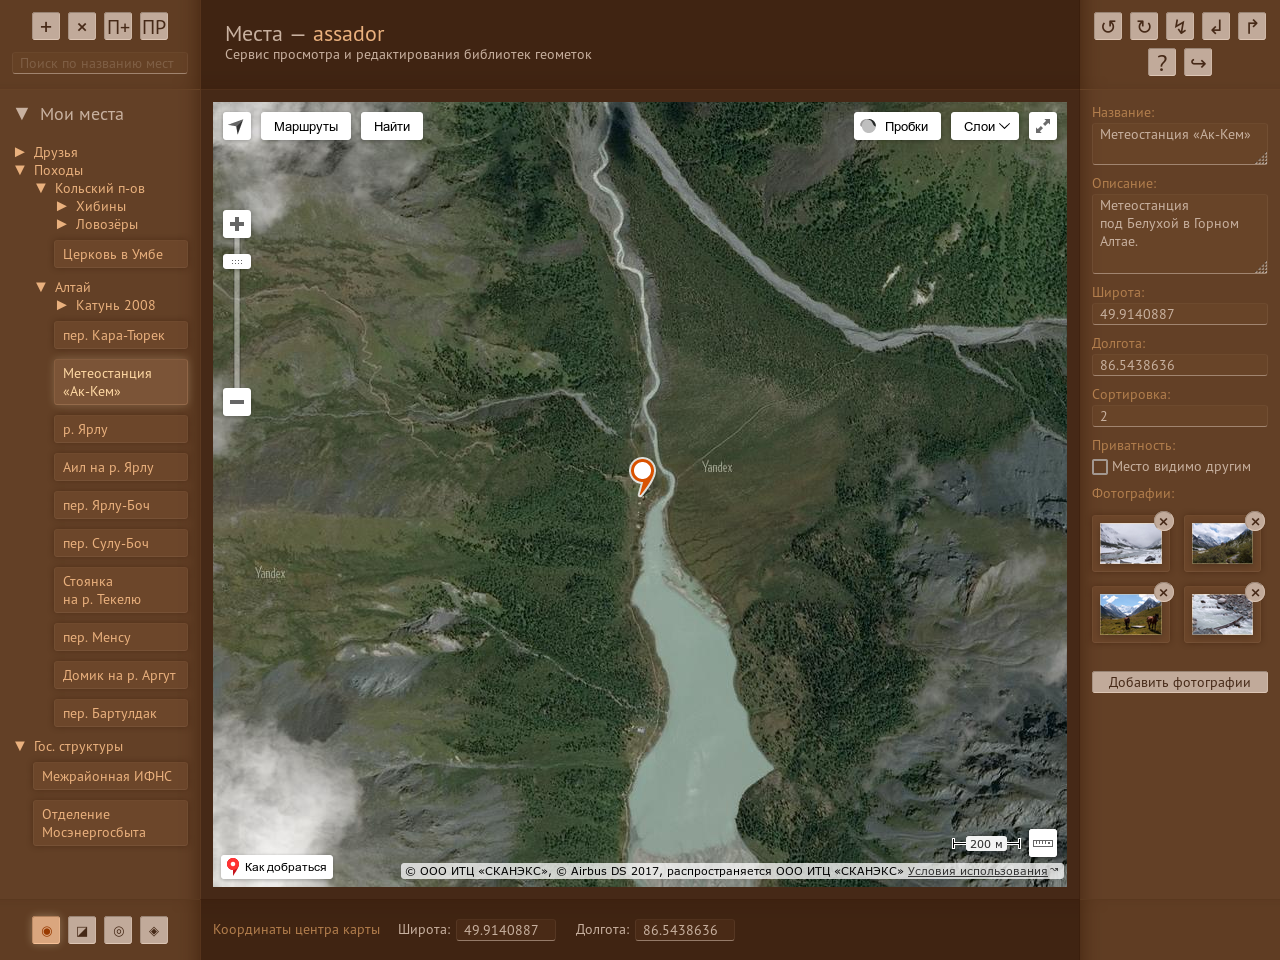 + × П+ ПР
Поиск по названию мест
Места — assador
Сервис просмотра и редактирования библиотек геометок
↺ ↻ ↯ ↲ ↱
? ↪
▼ Мои места
▶ Друзья
▼ Походы
▼ Кольский п-ов
▶ Хибины
▶ Ловозёры
Церковь в Умбе
▼ Алтай
▶ Катунь 2008
пер. Кара-Тюрек
Метеостанция
«Ак-Кем»
р. Ярлу
Аил на р. Ярлу
пер. Ярлу-Боч
пер. Сулу-Боч
Стоянка
на р. Текелю
пер. Менсу
Домик на р. Аргут
пер. Бартулдак
▼ Гос. структуры
Межрайонная ИФНС
Отделение
Мосэнергосбыта
Маршруты
Найти
Пробки
Слои
Yandex
Yandex
Как добраться
200 м
© ООО ИТЦ «СКАНЭКС», © Airbus DS 2017, распространяется ООО ИТЦ «СКАНЭКС» Условия использования
Название:
Метеостанция «Ак-Кем»
Описание:
Метеостанция
под Белухой в Горном
Алтае.
Широта:
49.9140887
Долгота:
86.5438636
Сортировка:
2
Приватность:
Место видимо другим
Фотографии:
Добавить фотографии
Координаты центра карты Широта: 49.9140887 Долгота: 86.5438636